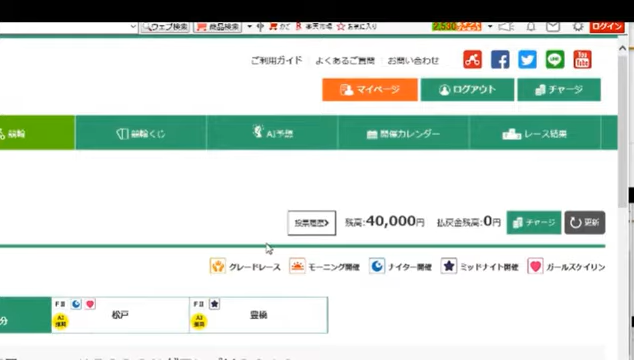 ウェブ検索 商品検索 かご 楽天市場 お気に入り 2,530 ログイン
ご利用ガイド よくあるご質問 お問い合わせ
マイページ ログアウト チャージ
競輪 競輪くじ AI予想 開催カレンダー レース結果
投票履歴 残高:40,000円 払戻金残高:0円 チャージ 更新
グレードレース モーニング開催 ナイター開催 ミッドナイト開催 ガールズケイリン
分 FⅡ AI 松戸 FⅡ AI 豊橋